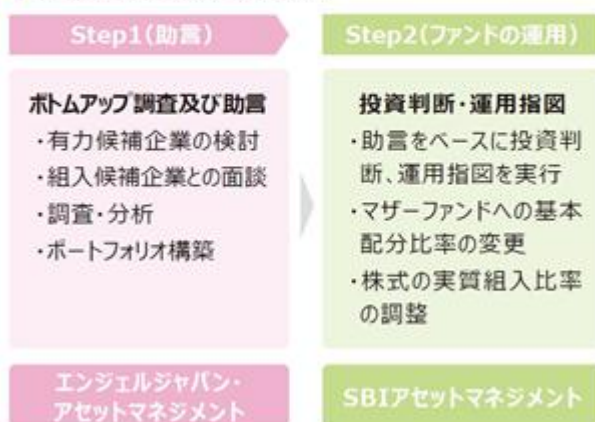 Step1(助言)
ボトムアップ調査及び助言
・有力候補企業の検討
・組入候補企業との面談
・調査・分析
・ポートフォリオ構築
エンジェルジャパン・
アセットマネジメント
Step2(ファンドの運用)
投資判断・運用指図
・助言をベースに投資判
断、運用指図を実行
・マザーファンドへの基本
配分比率の変更
・株式の実質組入比率
の調整
SBIアセットマネジメント